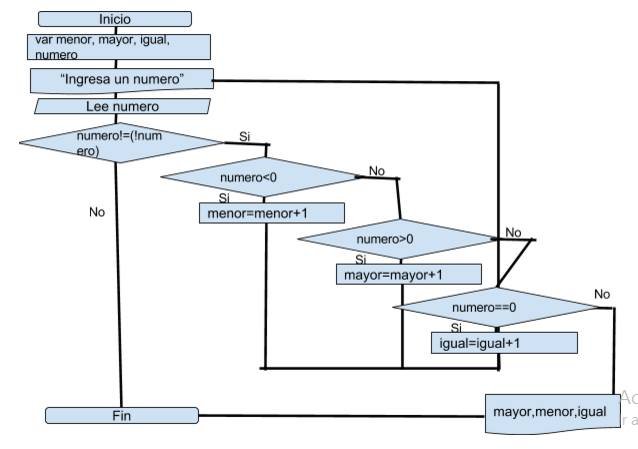 Inicio
var menor, mayor, igual,
numero
“Ingresa un numero”
Lee numero
numero!=(!num
ero)
Si
No
numero<0
No
Si
menor=menor+1
numero>0
No
Si
mayor=mayor+1
numero==0
No
Si
igual=igual+1
mayor,menor,igual
Fin